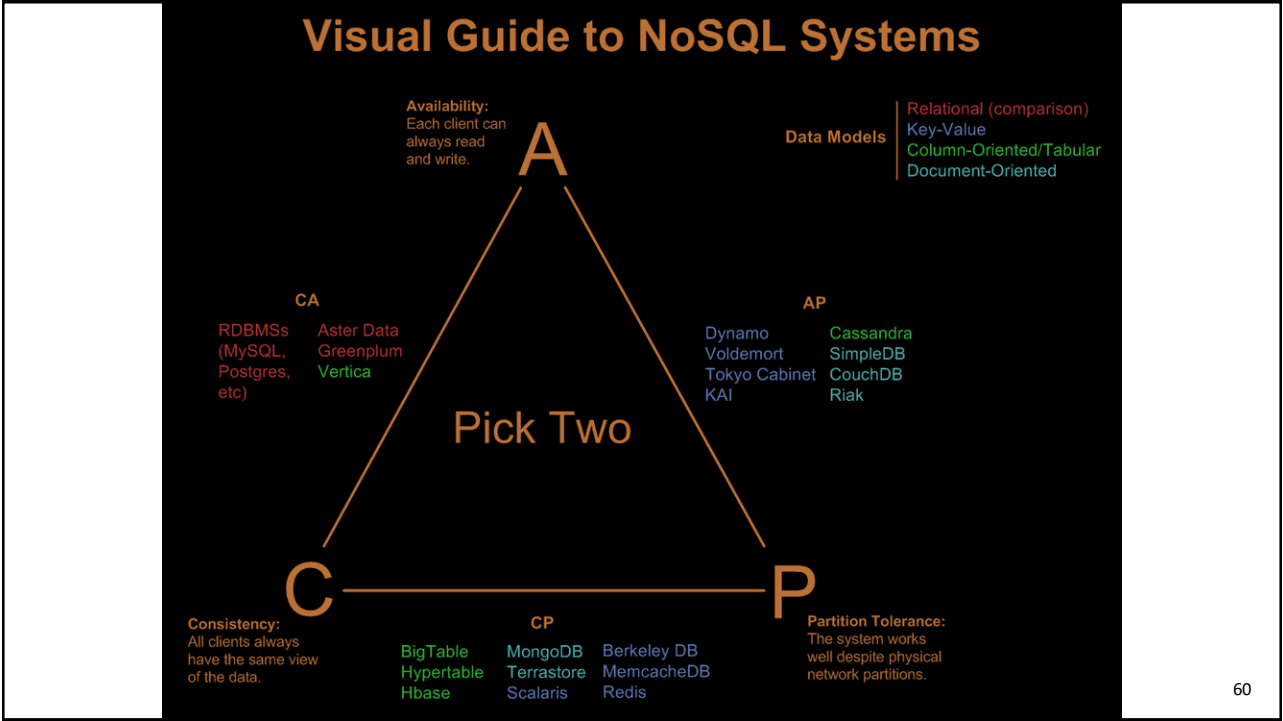 Visual Guide to NoSQL Systems
Availability:
Each client can
always read
and write.
A
Data Models
Relational (comparison)
Key-Value
Column-Oriented/Tabular
Document-Oriented
CA
RDBMSs
(MySQL,
Postgres,
etc)
Aster Data
Greenplum
Vertica
AP
Dynamo
Voldemort
Tokyo Cabinet
KAI
Cassandra
SimpleDB
CouchDB
Riak
Pick Two
C
P
Consistency:
All clients always
have the same view
of the data.
CP
BigTable
Hypertable
Hbase
MongoDB
Terrastore
Scalaris
Berkeley DB
MemcacheDB
Redis
Partition Tolerance:
The system works
well despite physical
network partitions.
60